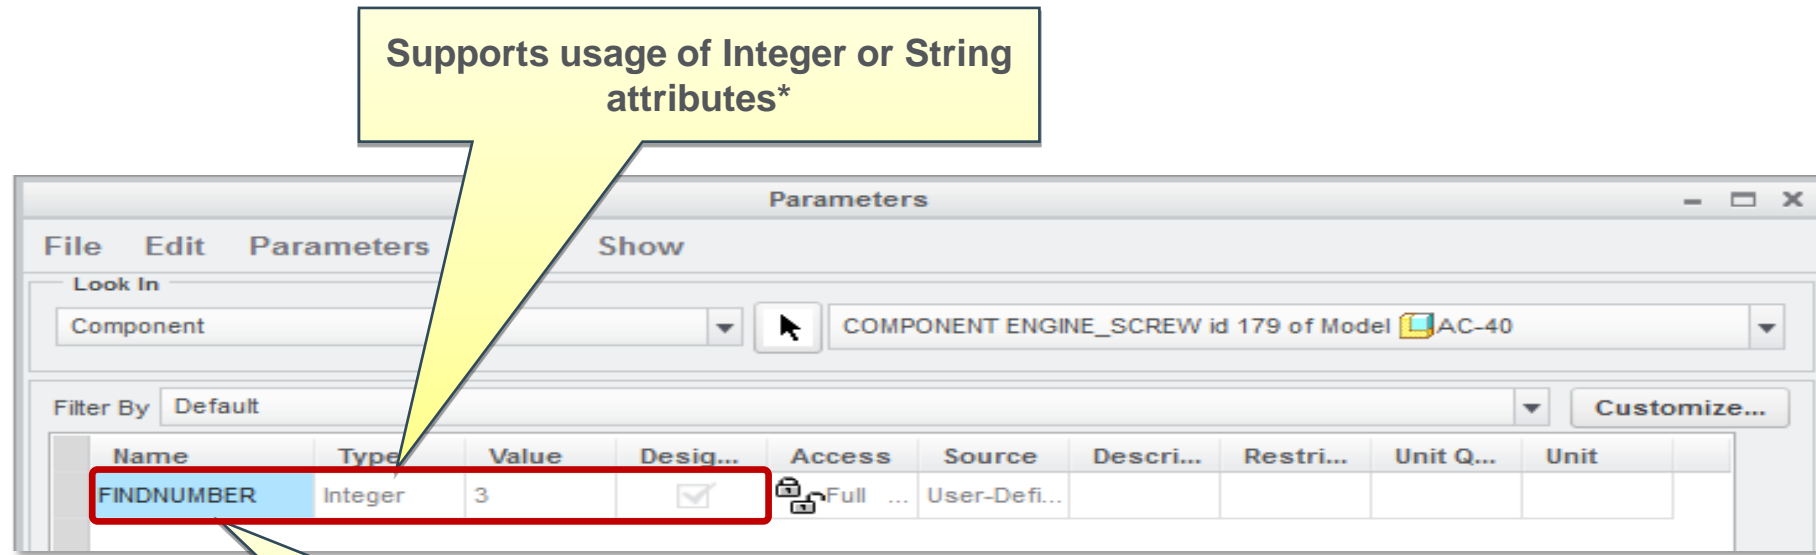 Supports usage of Integer or String
attributes*
Parameters
File Edit Parameters Show
Look In
Component COMPONENT ENGINE_SCREW id 179 of Model AC-40
Filter By Default Customize...
Name Type Value Desig... Access Source Descri... Restri... Unit Q... Unit
FINDNUMBER Integer 3 Full ... User-Defi...